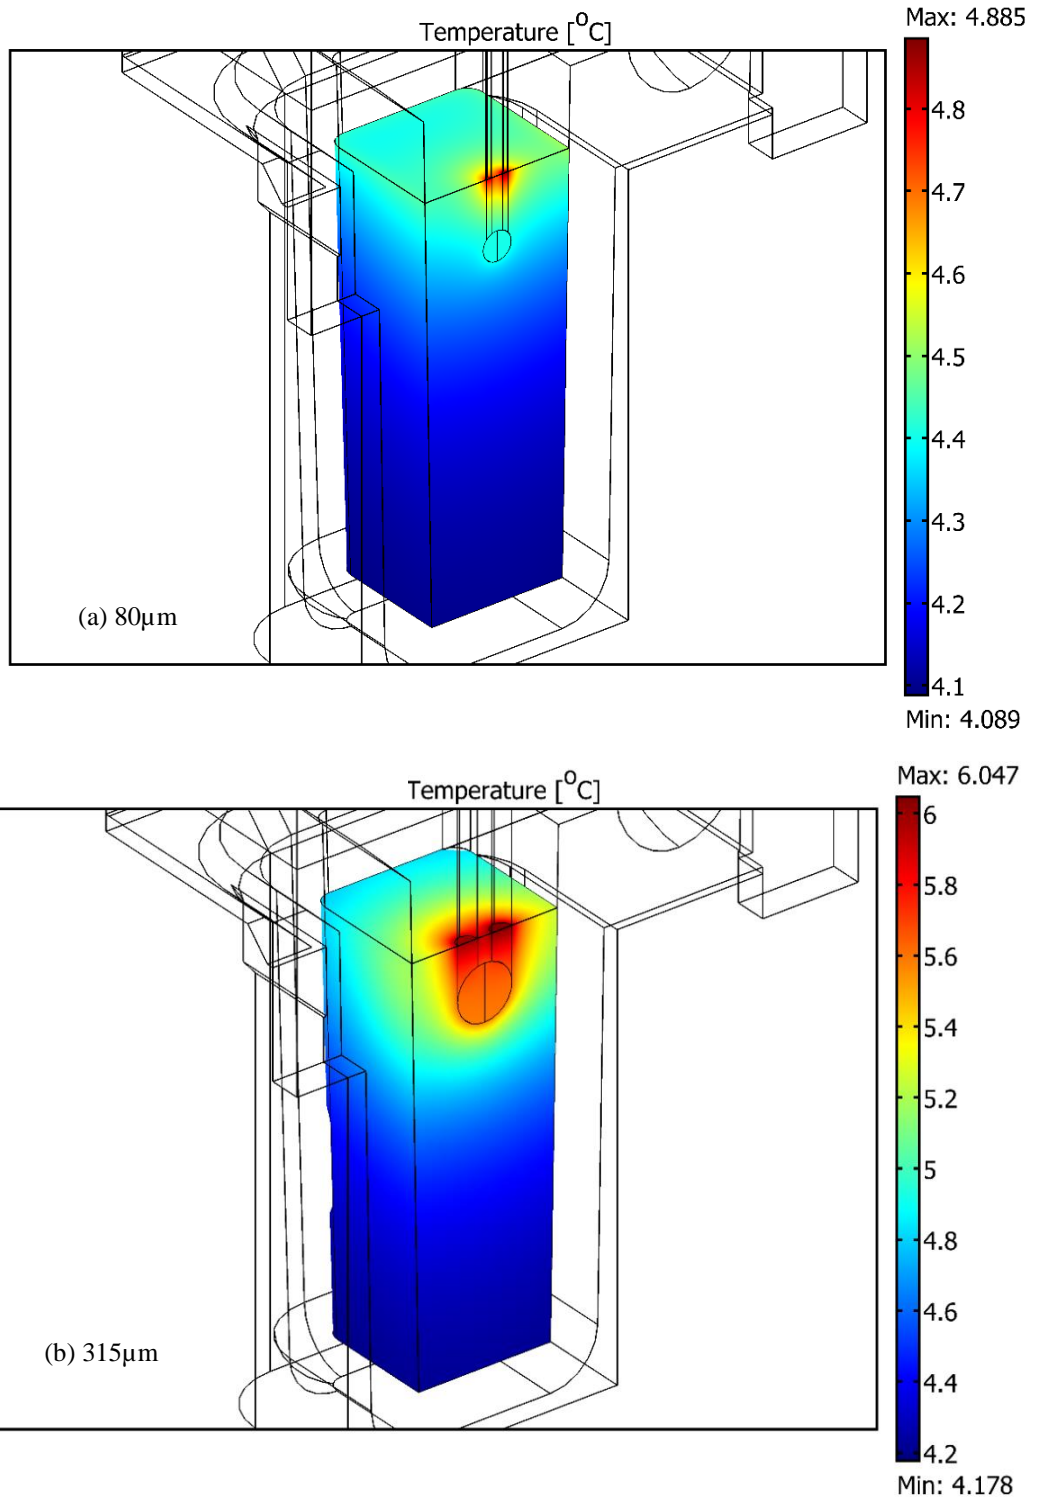 Temperature [°C]
Max: 4.885
4.8
4.7
4.6
4.5
4.4
4.3
4.2
4.1
Min: 4.089
(a) 80µm
Temperature [°C]
Max: 6.047
6
5.8
5.6
5.4
5.2
5
4.8
4.6
4.4
4.2
Min: 4.178
(b) 315µm